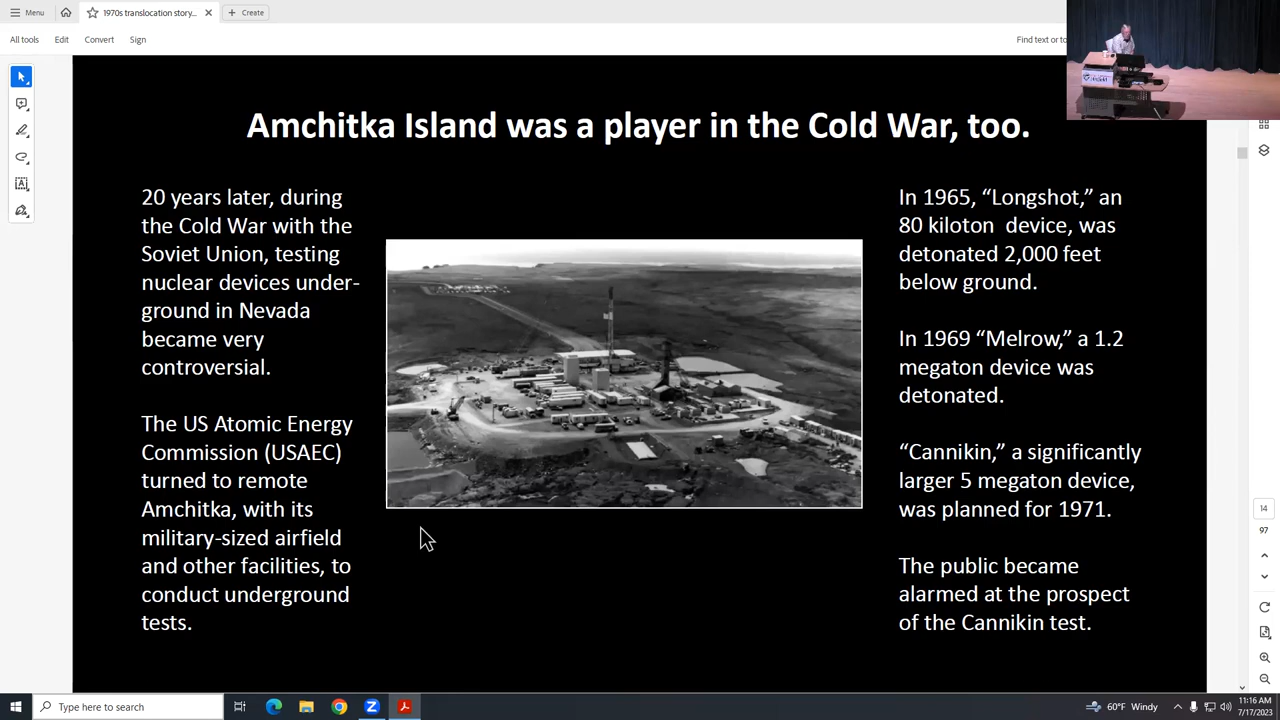 Menu
1970s translocation story...
Create
All tools
Edit
Convert
Sign
Find text or to
Amchitka Island was a player in the Cold War, too.
20 years later, during
the Cold War with the
Soviet Union, testing
nuclear devices under-
ground in Nevada
became very
controversial.
The US Atomic Energy
Commission (USAEC)
turned to remote
Amchitka, with its
military-sized airfield
and other facilities, to
conduct underground
tests.
In 1965, “Longshot,” an
80 kiloton device, was
detonated 2,000 feet
below ground.
In 1969 “Melrow,” a 1.2
megaton device was
detonated.
“Cannikin,” a significantly
larger 5 megaton device,
was planned for 1971.
The public became
alarmed at the prospect
of the Cannikin test.
14
97
Type here to search
60°F Windy
11:16 AM
7/17/2023